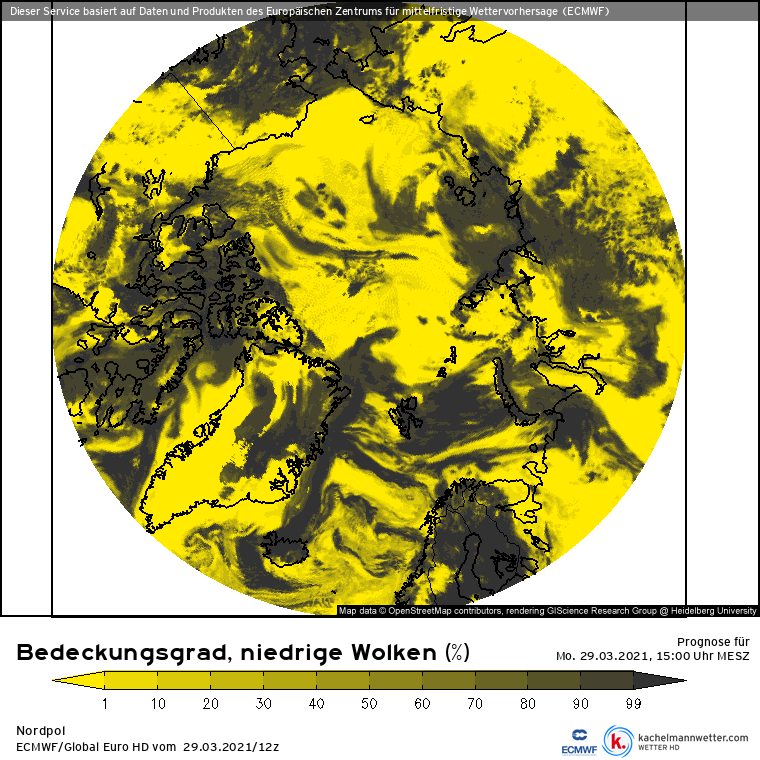 Dieser Service basiert auf Daten und Produkten des Europäischen Zentrums für mittelfristige Wettervorhersage (ECMWF)
Map data © OpenStreetMap contributors, rendering GIScience Research Group @ Heidelberg University
Bedeckungsgrad, niedrige Wolken (%)
Prognose für
Mo. 29.03.2021, 15:00 Uhr MESZ
1 10 20 30 40 50 60 70 80 90 99
Nordpol
ECMWF/Global Euro HD vom 29.03.2021/12z
ECMWF
k.
kachelmannwetter.com
WETTER HD